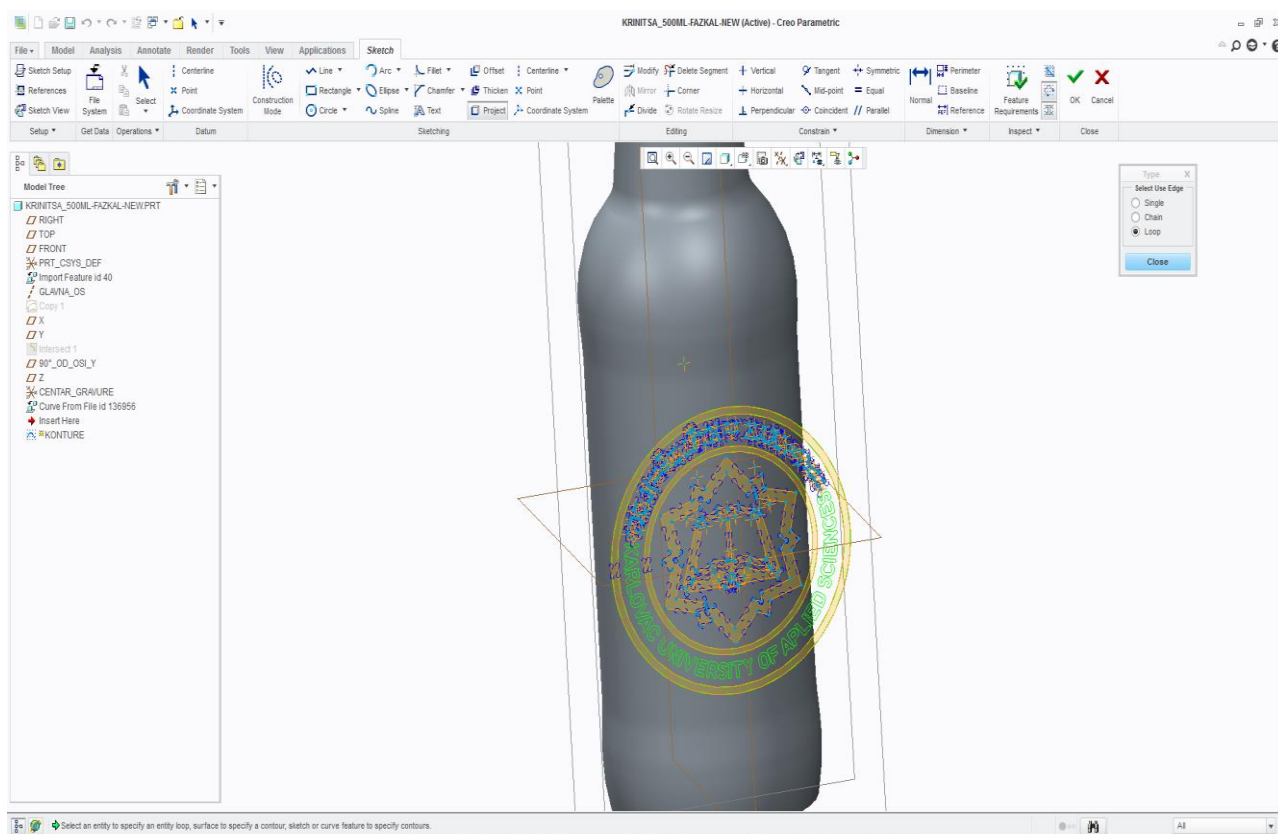 KRINITSA_500ML-FAZKAL-NEW (Active) - Creo Parametric
File Model Analysis Annotate Render Tools View Applications Sketch
Sketch Setup
References
Sketch View
Setup
File System
Get Data
Select
Operations
Centerline
Point
Coordinate System
Datum
Construction Mode
Line Arc Fillet Offset Centerline
Rectangle Ellipse Chamfer Thicken Point
Circle Spline Text Project Coordinate System
Palette
Sketching
Modify Delete Segment
Mirror Corner
Divide Rotate Resize
Editing
Vertical Tangent Symmetric
Horizontal Mid-point Equal
Perpendicular Coincident Parallel
Constrain
Normal
Perimeter
Baseline
Reference
Dimension
Feature Requirements
Inspect
OK Cancel
Close
Model Tree
KRINITSA_500ML-FAZKAL-NEW.PRT
RIGHT
TOP
FRONT
PRT_CSYS_DEF
Import Feature id 40
GLAVNA_OS
Copy 1
X
Y
Intersect 1
90°_OD_OSI_Y
Z
CENTAR_GRAVURE
Curve From File id 136956
Insert Here
KONTURE
Type X
Select Use Edge
Single
Chain
Loop
Close
KARLOVAC UNIVERSITY OF APLIED SCIENCES
Select an entity to specify an entity loop, surface to specify a contour, sketch or curve feature to specify contours.
All